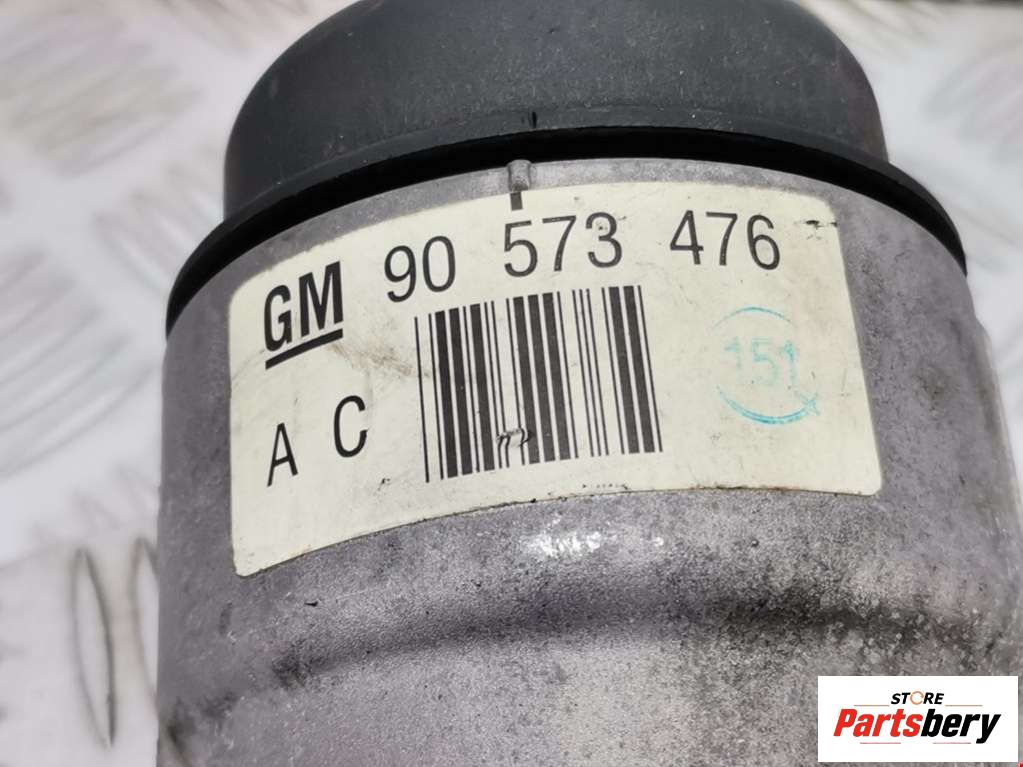 GM 90 573 476
A C
151
STORE
Partsbery